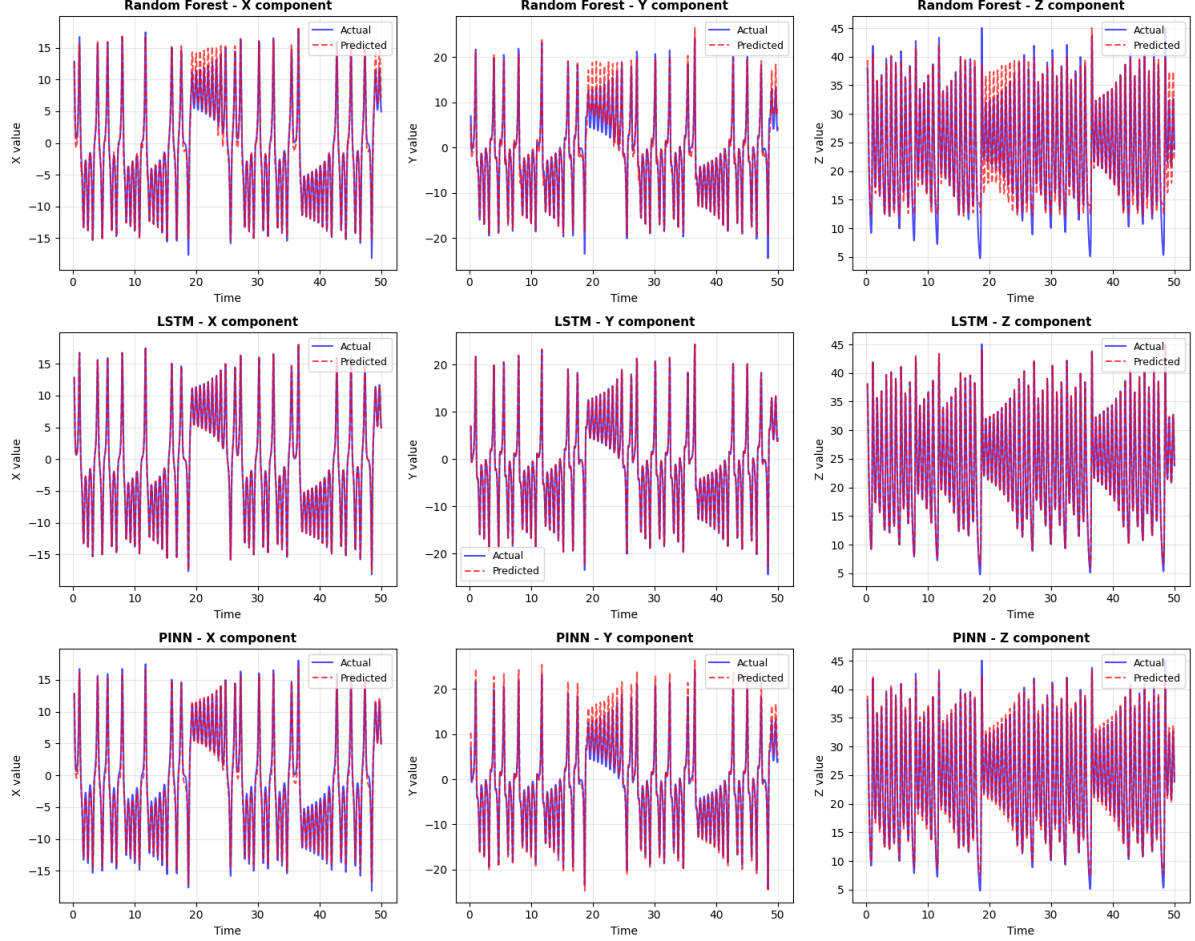 Random Forest - X component
Random Forest - Y component
Random Forest - Z component
X value
15
10
5
0
−5
−10
−15
Actual
Predicted
0
10
20
30
40
50
Time
Y value
20
10
0
−10
−20
Actual
Predicted
0
10
20
30
40
50
Time
Z value
45
40
35
30
25
20
15
10
5
Actual
Predicted
0
10
20
30
40
50
Time
LSTM - X component
LSTM - Y component
LSTM - Z component
X value
15
10
5
0
−5
−10
−15
Actual
Predicted
0
10
20
30
40
50
Time
Y value
20
10
0
−10
−20
Actual
Predicted
0
10
20
30
40
50
Time
Z value
45
40
35
30
25
20
15
10
5
Actual
Predicted
0
10
20
30
40
50
Time
PINN - X component
PINN - Y component
PINN - Z component
X value
15
10
5
0
−5
−10
−15
Actual
Predicted
0
10
20
30
40
50
Time
Y value
20
10
0
−10
−20
Actual
Predicted
0
10
20
30
40
50
Time
Z value
45
40
35
30
25
20
15
10
5
Actual
Predicted
0
10
20
30
40
50
Time